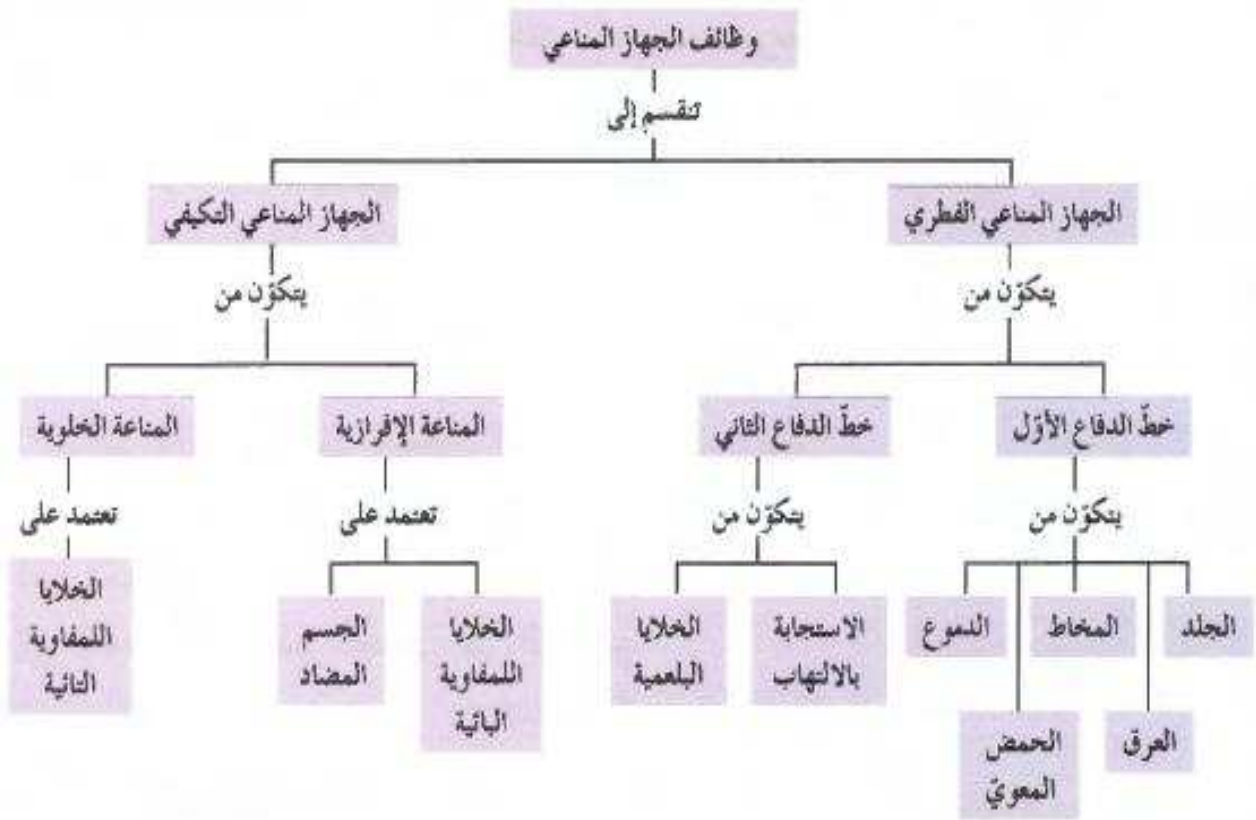 وظائف الجهاز المناعي
تنقسم إلى
الجهاز المناعي الفطري
الجهاز المناعي التكيفي
يتكوّن من
يتكوّن من
خطّ الدفاع الأوّل
خطّ الدفاع الثاني
المناعة الإفرازية
المناعة الخلوية
يتكوّن من
يتكوّن من
تعتمد على
تعتمد على
الجلد
المخاط
الدموع
العرق
الحمض
المعويّ
الاستجابة
بالالتهاب
الخلايا
البلعمية
الخلايا
اللمفاوية
البائية
الجسم
المضاد
الخلايا
اللمفاوية
التائية